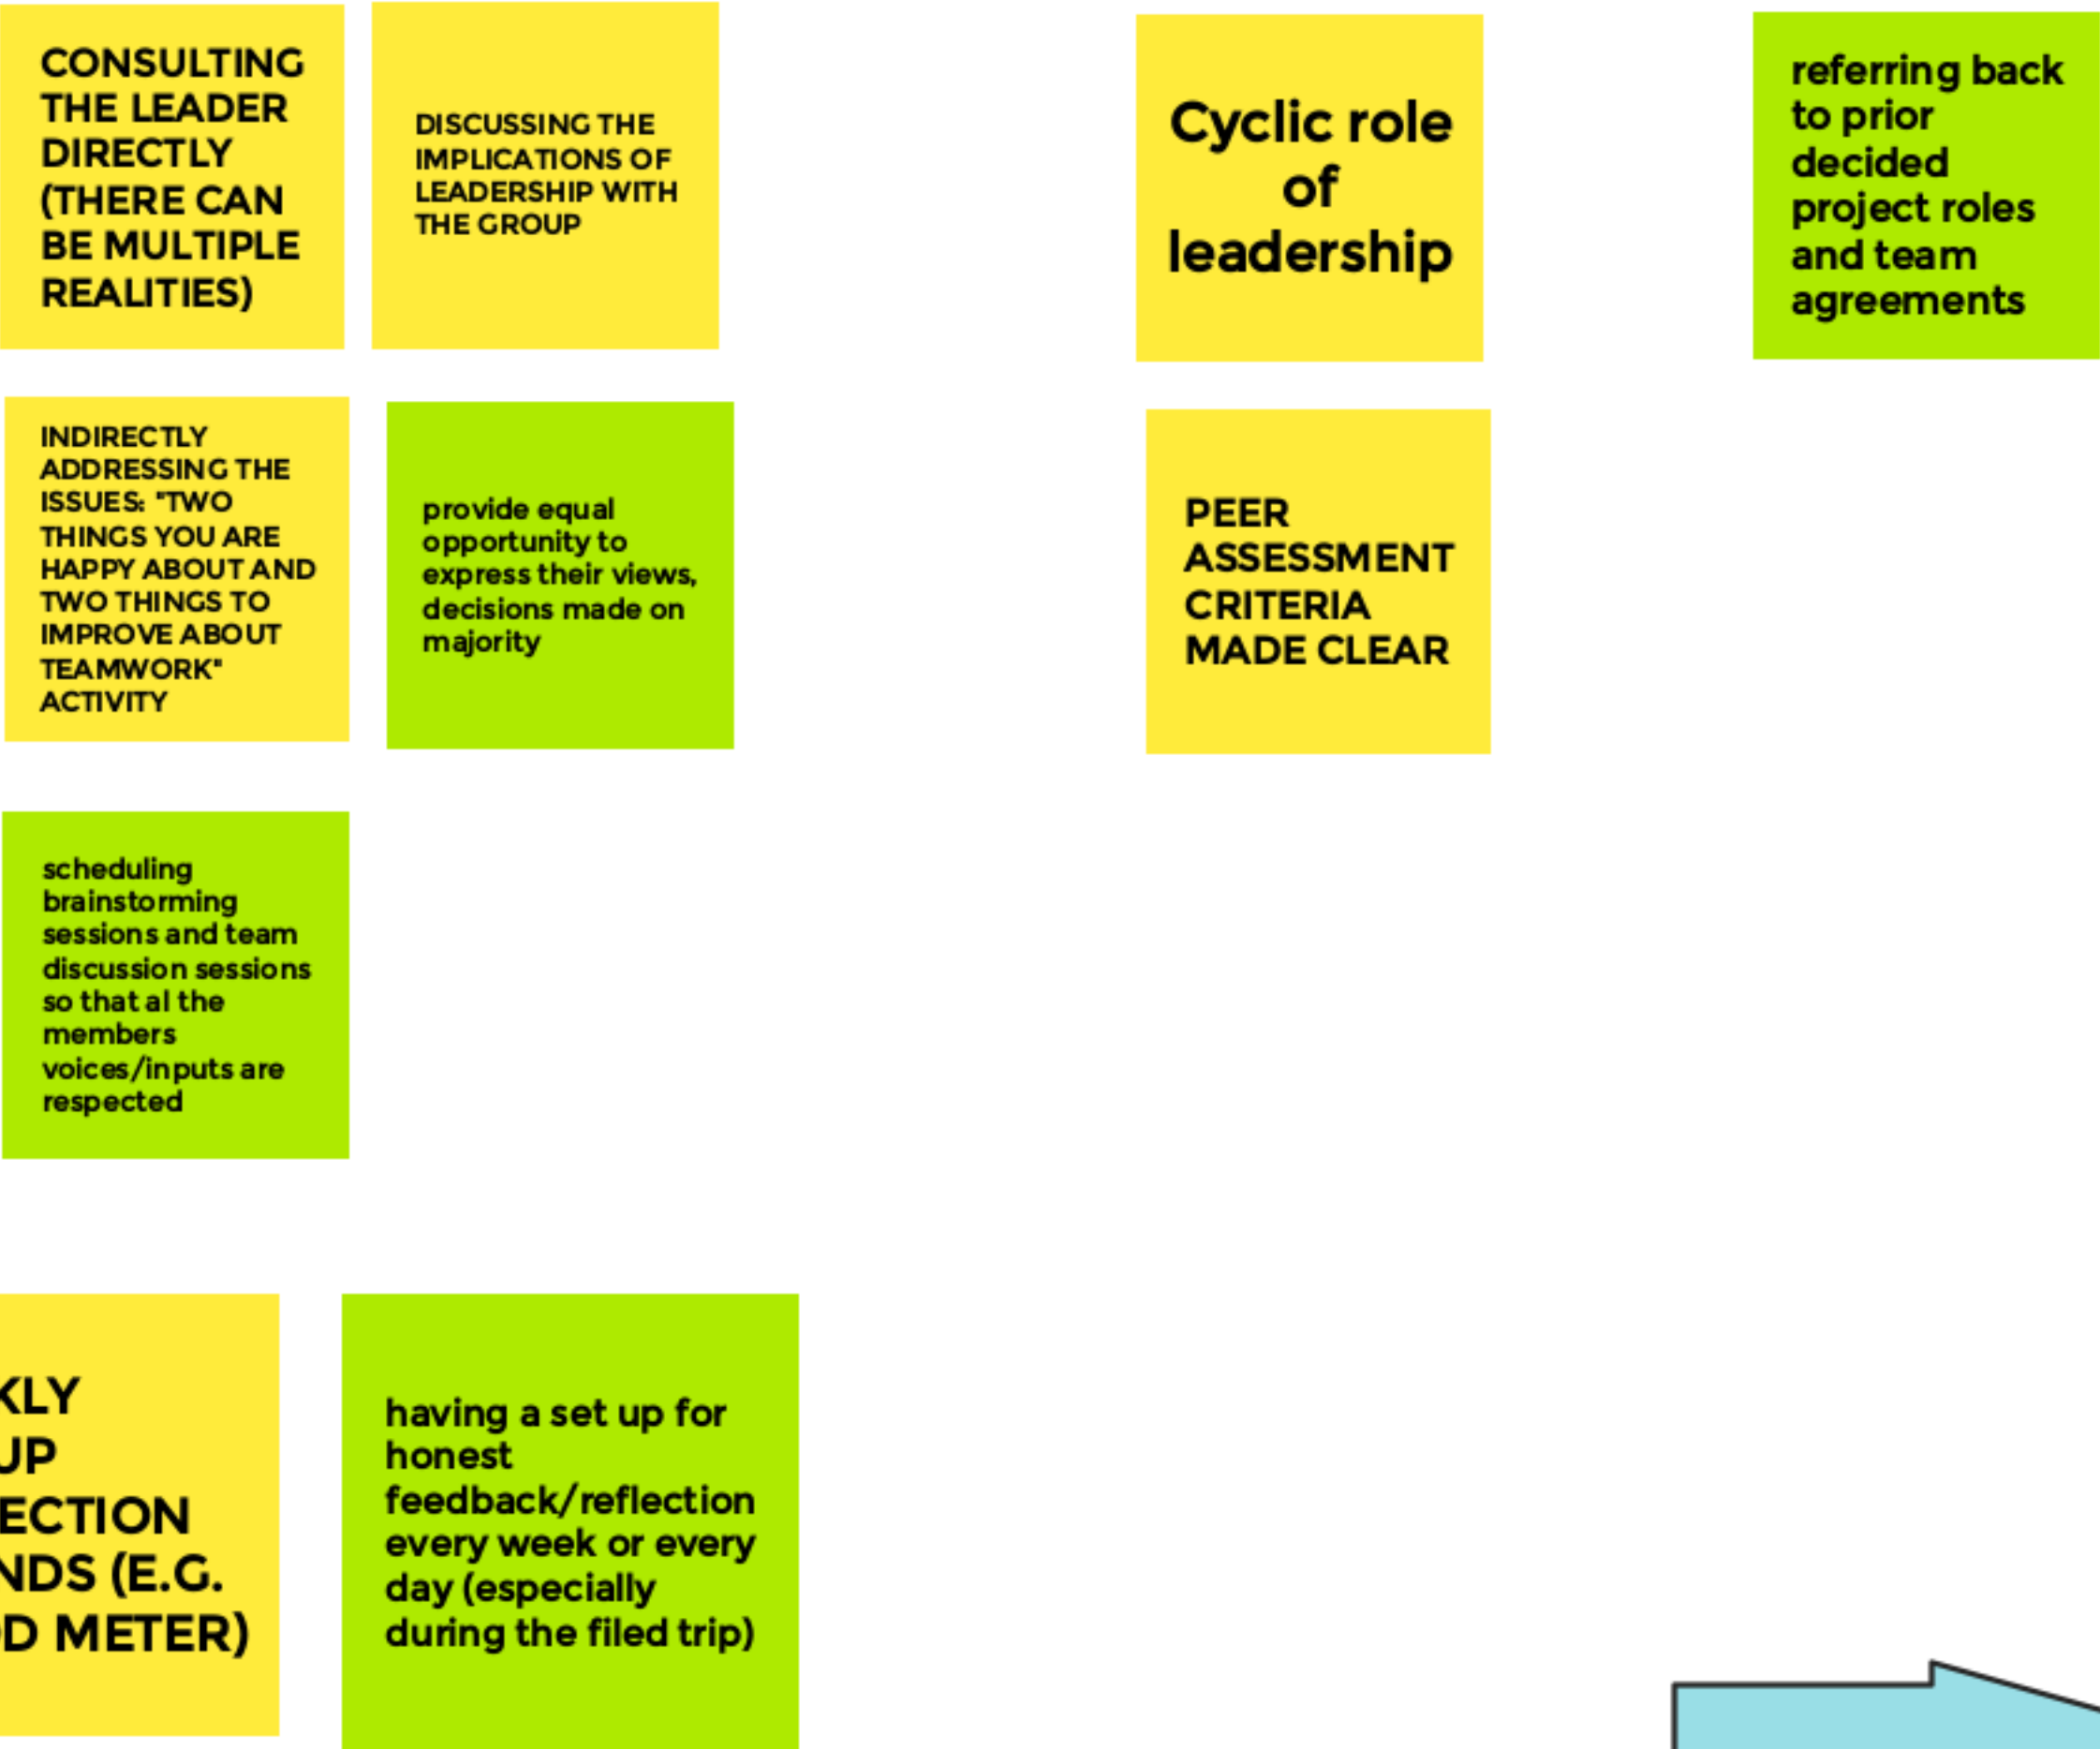 CONSULTING
THE LEADER
DIRECTLY
(THERE CAN
BE MULTIPLE
REALITIES)
DISCUSSING THE
IMPLICATIONS OF
LEADERSHIP WITH
THE GROUP
Cyclic role
of
leadership
referring back
to prior
decided
project roles
and team
agreements
INDIRECTLY
ADDRESSING THE
ISSUES: "TWO
THINGS YOU ARE
HAPPY ABOUT AND
TWO THINGS TO
IMPROVE ABOUT
TEAMWORK"
ACTIVITY
provide equal
opportunity to
express their views,
decisions made on
majority
PEER
ASSESSMENT
CRITERIA
MADE CLEAR
scheduling
brainstorming
sessions and team
discussion sessions
so that al the
members
voices/inputs are
respected
KLY
UP
ECTION
NDS (E.G.
D METER)
having a set up for
honest
feedback/reflection
every week or every
day (especially
during the filed trip)